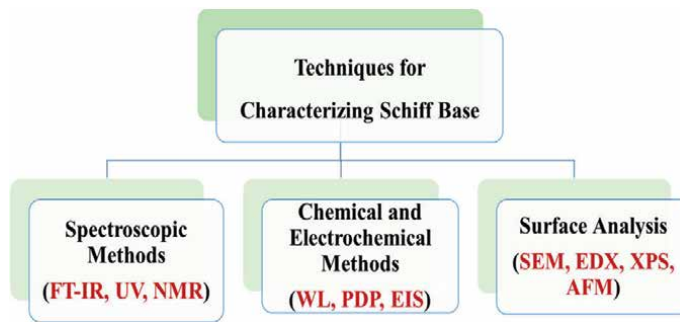 Techniques for
Characterizing Schiff Base
Spectroscopic
Methods
(FT-IR, UV, NMR)
Chemical and
Electrochemical
Methods
(WL, PDP, EIS)
Surface Analysis
(SEM, EDX, XPS,
AFM)